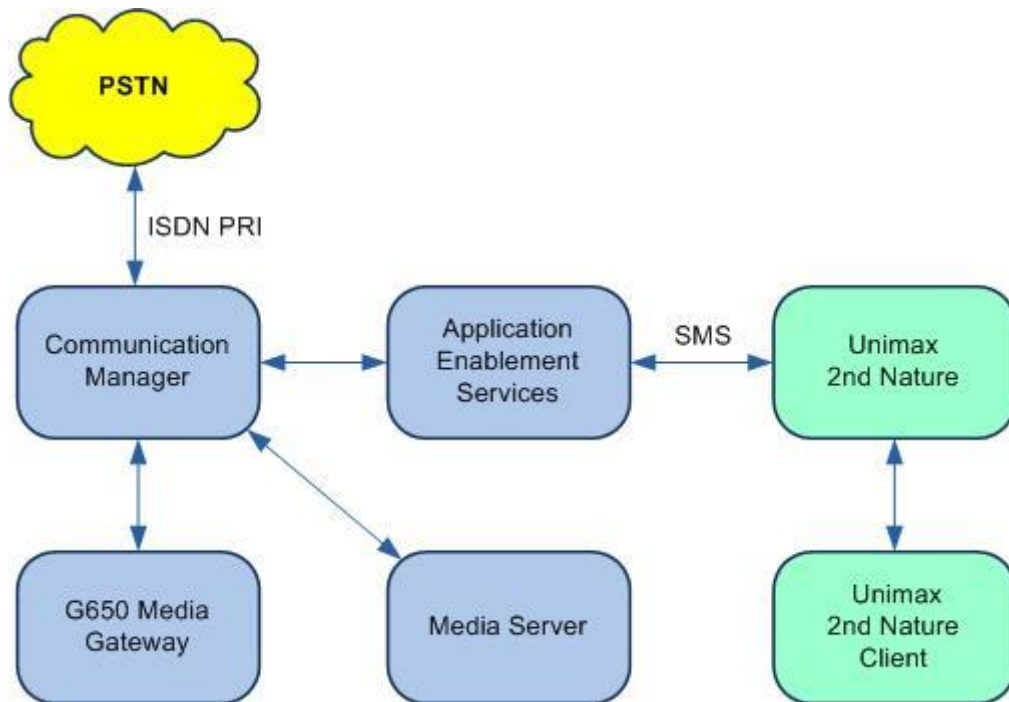 PSTN
ISDN PRI
Communication
Manager
Application
Enablement
Services
SMS
Unimax
2nd Nature
G650 Media
Gateway
Media Server
Unimax
2nd Nature
Client